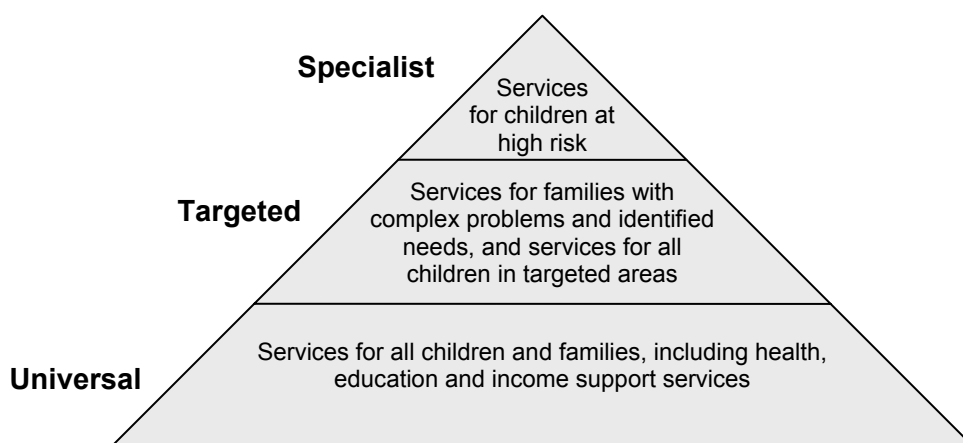 Specialist
Services
for children at
high risk
Targeted
Services for families with
complex problems and identified
needs, and services for all
children in targeted areas
Universal
Services for all children and families, including health,
education and income support services